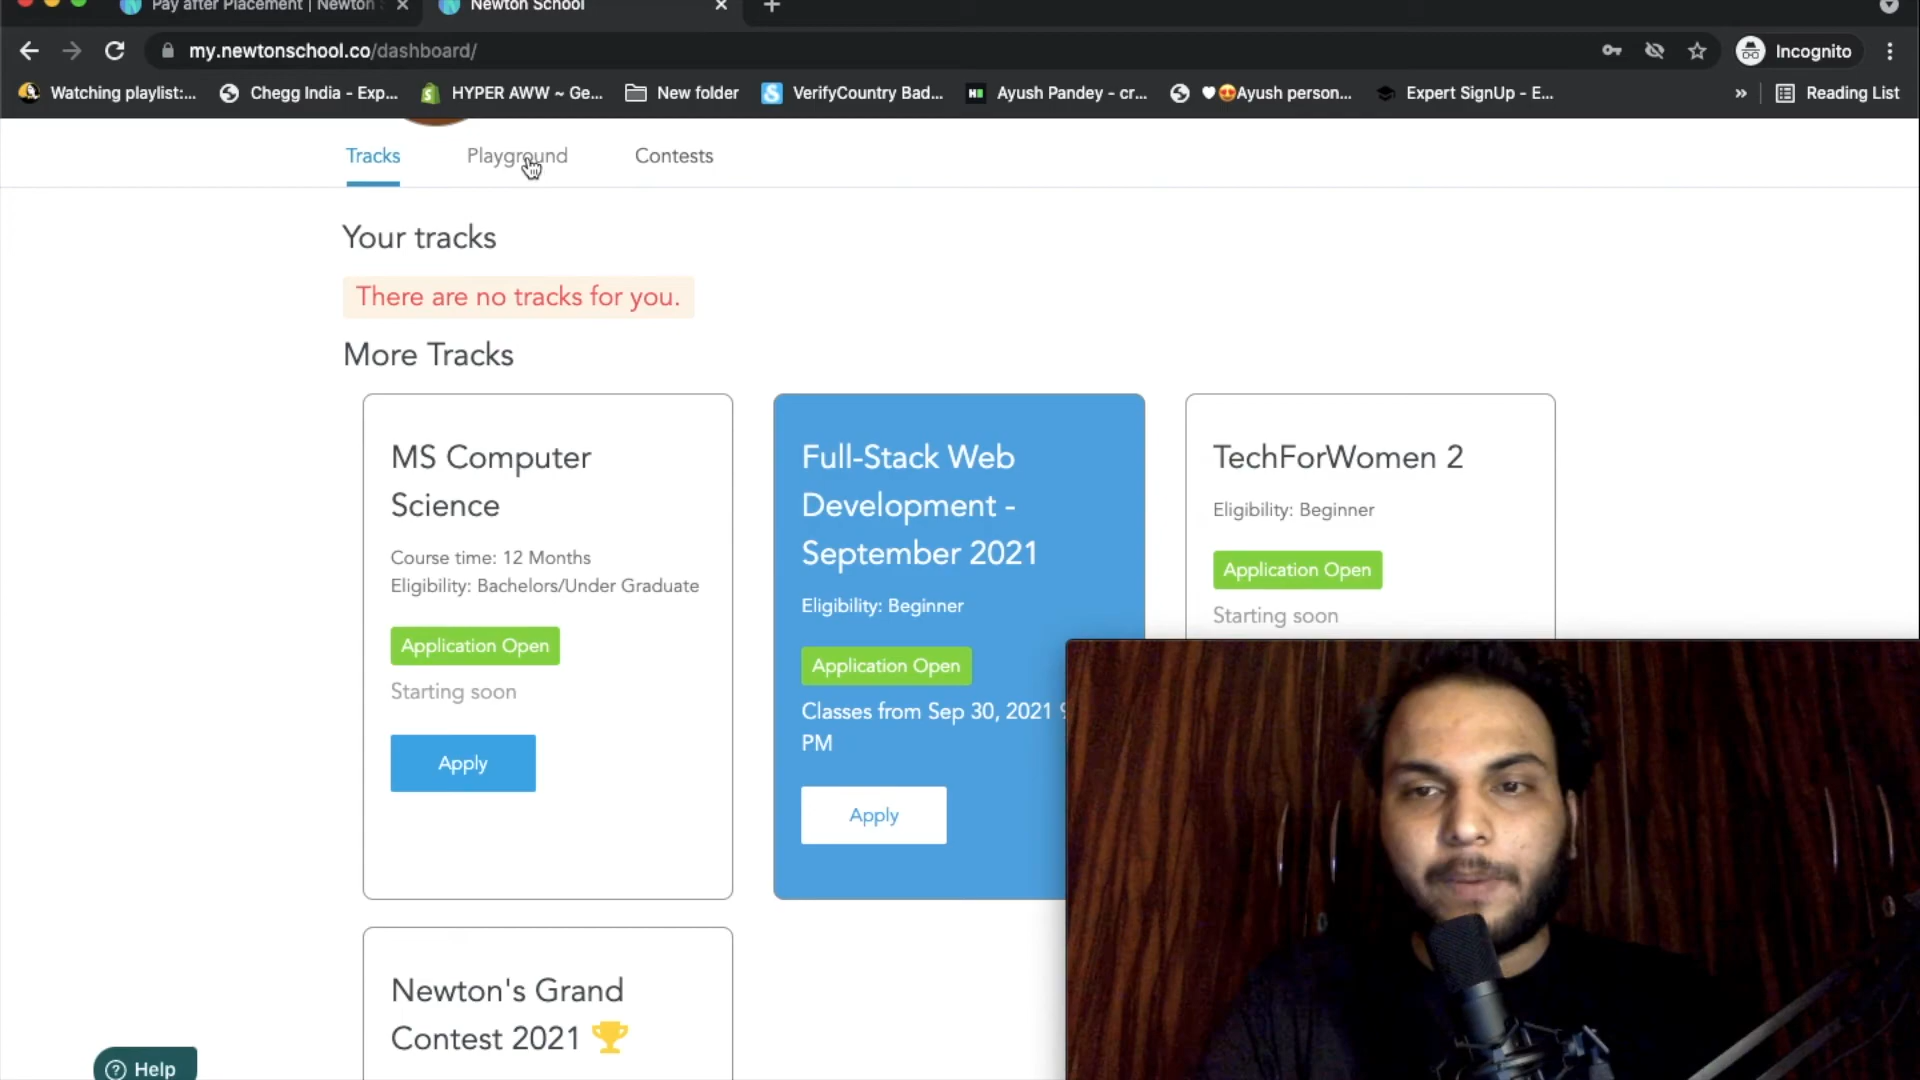 Pay after Placement | Newton
Newton School
my.newtonschool.co/dashboard/
Incognito
Watching playlist:...
Chegg India - Exp...
HYPER AWW ~ Ge...
New folder
VerifyCountry Bad...
Ayush Pandey - cr...
🖤😍Ayush person...
Expert SignUp - E...
»
Reading List
Tracks
Playground
Contests
Your tracks
There are no tracks for you.
More Tracks
MS Computer
Science
Course time: 12 Months
Eligibility: Bachelors/Under Graduate
Application Open
Starting soon
Apply
Full-Stack Web
Development -
September 2021
Eligibility: Beginner
Application Open
Classes from Sep 30, 2021 9
PM
Apply
TechForWomen 2
Eligibility: Beginner
Application Open
Starting soon
Newton's Grand
Contest 2021 🏆
Help